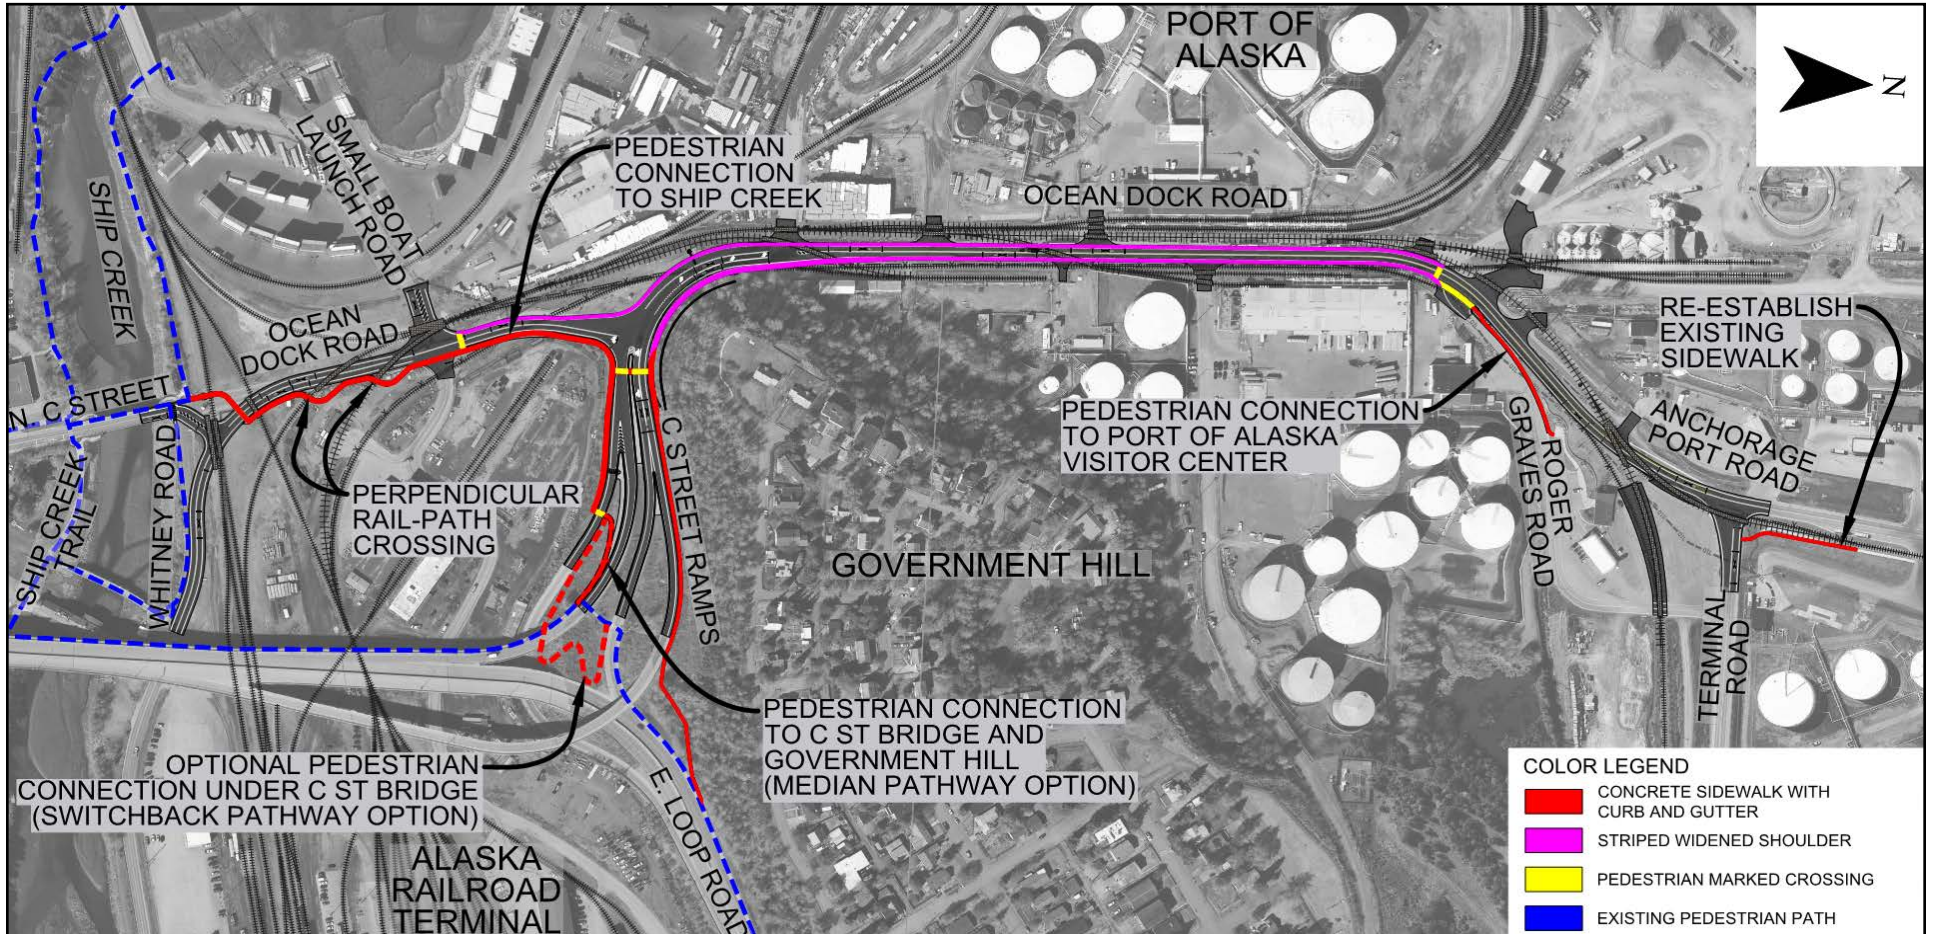 PORT OF
ALASKA
N
SMALL BOAT
LAUNCH ROAD
PEDESTRIAN
CONNECTION
TO SHIP CREEK
OCEAN DOCK ROAD
SHIP CREEK
OCEAN
DOCK ROAD
RE-ESTABLISH
EXISTING
SIDEWALK
N. C STREET
PEDESTRIAN CONNECTION
TO PORT OF ALASKA
VISITOR CENTER
ANCHORAGE
PORT ROAD
ROGER
GRAVES ROAD
C STREET RAMPS
SHIP CREEK
TRAIL
WHITNEY ROAD
PERPENDICULAR
RAIL-PATH
CROSSING
GOVERNMENT HILL
TERMINAL
ROAD
PEDESTRIAN CONNECTION
TO C ST BRIDGE AND
GOVERNMENT HILL
(MEDIAN PATHWAY OPTION)
OPTIONAL PEDESTRIAN
CONNECTION UNDER C ST BRIDGE
(SWITCHBACK PATHWAY OPTION)
E. LOOP ROAD
ALASKA
RAILROAD
TERMINAL
COLOR LEGEND
CONCRETE SIDEWALK WITH
CURB AND GUTTER
STRIPED WIDENED SHOULDER
PEDESTRIAN MARKED CROSSING
EXISTING PEDESTRIAN PATH